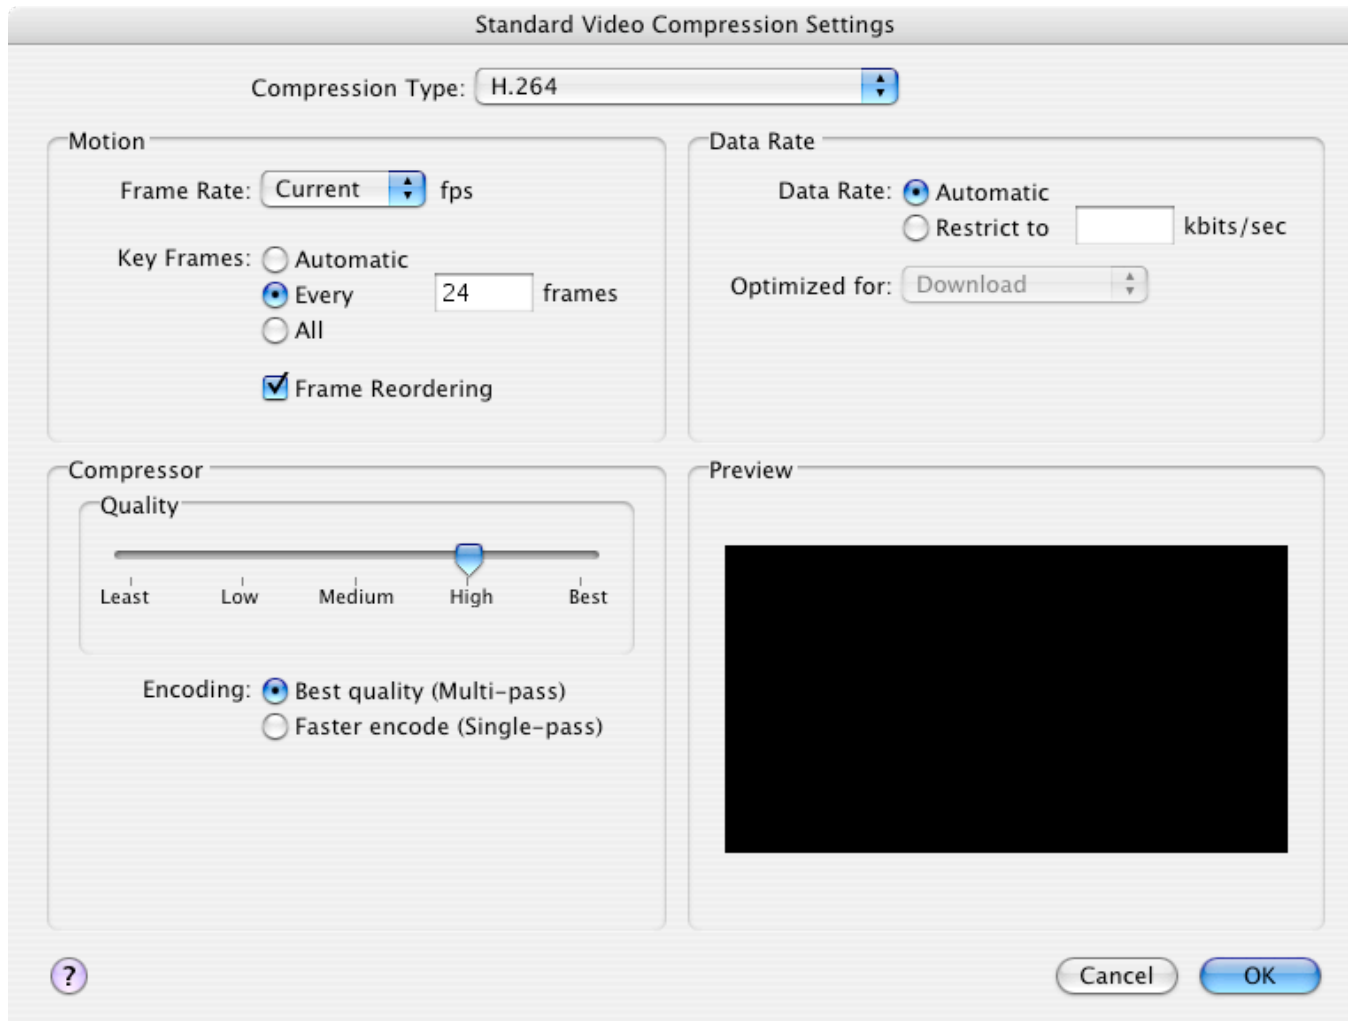 Standard Video Compression Settings
Compression Type: H.264
Motion
Frame Rate: Current fps
Key Frames: Automatic
Every 24 frames
All
Frame Reordering
Data Rate
Data Rate: Automatic
Restrict to kbits/sec
Optimized for: Download
Compressor
Quality
Least Low Medium High Best
Encoding: Best quality (Multi-pass)
Faster encode (Single-pass)
Preview
? Cancel OK